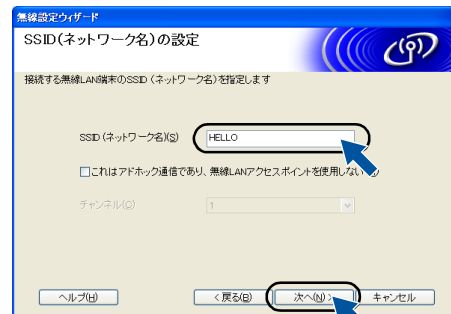 無線設定ウィザード
SSID(ネットワーク名)の設定
接続する無線LAN端末のSSID(ネットワーク名)を指定します
SSID (ネットワーク名)(S) HELLO
これはアドホック通信であり、無線LANアクセスポイントを使用しない
チャンネル(C) 1
ヘルプ(H) < 戻る(B) 次へ(N) > キャンセル